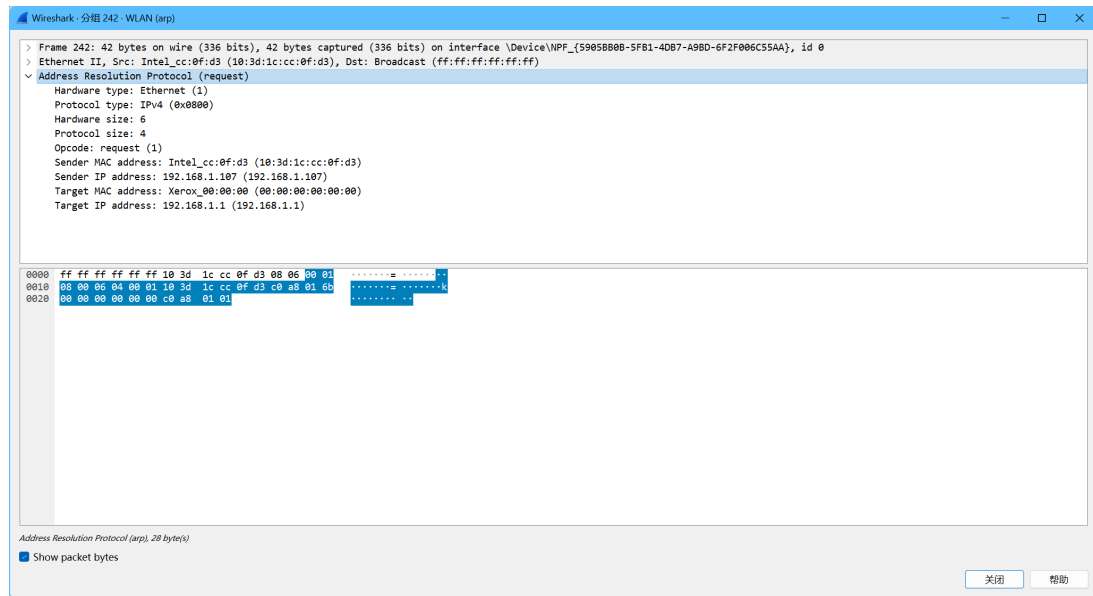 Wireshark · 分组 242 · WLAN (arp)
Frame 242: 42 bytes on wire (336 bits), 42 bytes captured (336 bits) on interface \Device\NPF_{5905BB0B-5FB1-4DB7-A9BD-6F2F006C55AA}, id 0
Ethernet II, Src: Intel_cc:0f:d3 (10:3d:1c:cc:0f:d3), Dst: Broadcast (ff:ff:ff:ff:ff:ff)
Address Resolution Protocol (request)
Hardware type: Ethernet (1)
Protocol type: IPv4 (0x0800)
Hardware size: 6
Protocol size: 4
Opcode: request (1)
Sender MAC address: Intel_cc:0f:d3 (10:3d:1c:cc:0f:d3)
Sender IP address: 192.168.1.107 (192.168.1.107)
Target MAC address: Xerox_00:00:00 (00:00:00:00:00:00)
Target IP address: 192.168.1.1 (192.168.1.1)
0000 ff ff ff ff ff ff 10 3d 1c cc 0f d3 08 06 00 01 ·······= ········
0010 08 00 06 04 00 01 10 3d 1c cc 0f d3 c0 a8 01 6b ·······= ·······k
0020 00 00 00 00 00 00 c0 a8 01 01 ········ ··
Address Resolution Protocol (arp), 28 byte(s)
Show packet bytes
关闭 帮助